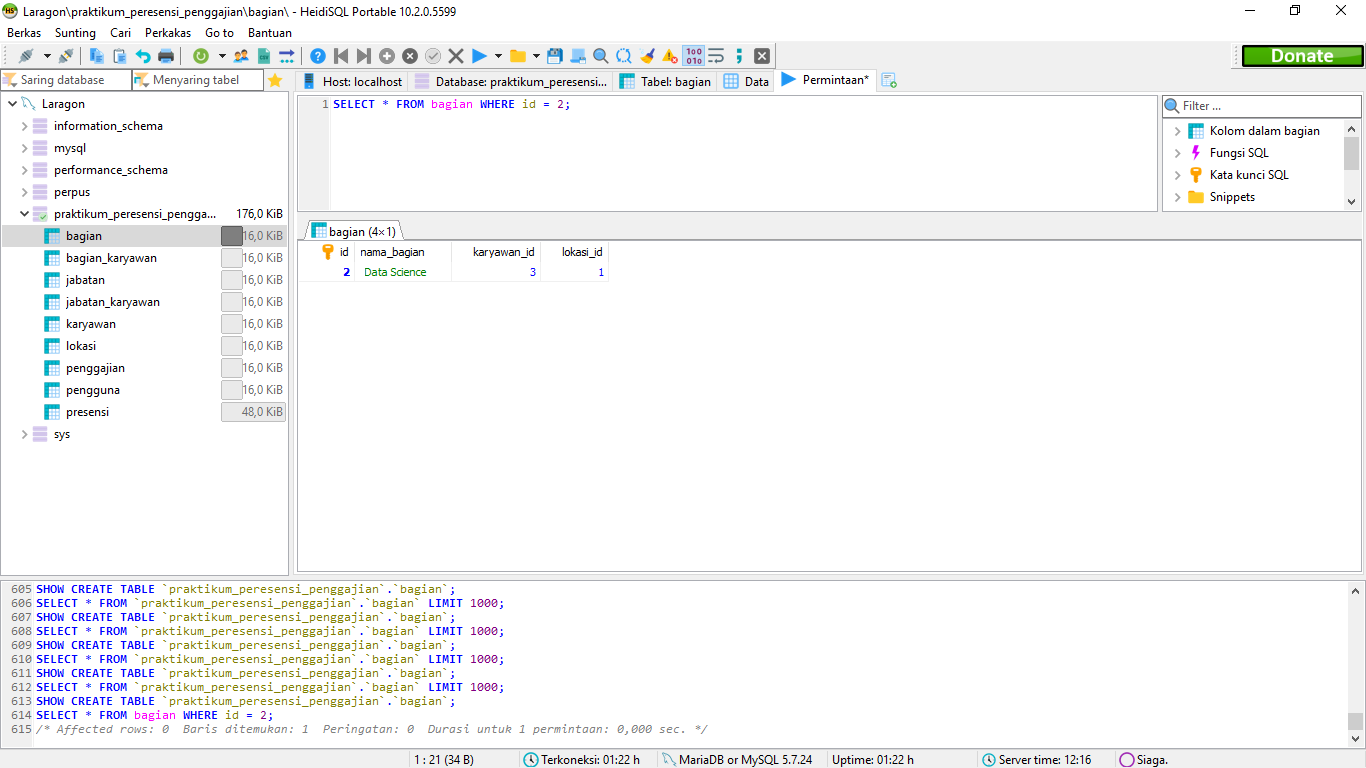 Laragon\praktikum_peresensi_penggajian\bagian\ - HeidiSQL Portable 10.2.0.5599
Berkas Sunting Cari Perkakas Go to Bantuan
Donate
Saring database Menyaring tabel
Host: localhost Database: praktikum_peresensi... Tabel: bagian Data Permintaan*
Laragon
information_schema
mysql
performance_schema
perpus
praktikum_peresensi_pengga... 176,0 KiB
bagian 16,0 KiB
bagian_karyawan 16,0 KiB
jabatan 16,0 KiB
jabatan_karyawan 16,0 KiB
karyawan 16,0 KiB
lokasi 16,0 KiB
penggajian 16,0 KiB
pengguna 16,0 KiB
presensi 48,0 KiB
sys
1 SELECT * FROM bagian WHERE id = 2;
Filter ...
Kolom dalam bagian
Fungsi SQL
Kata kunci SQL
Snippets
bagian (4×1)
id nama_bagian karyawan_id lokasi_id
2 Data Science 3 1
605 SHOW CREATE TABLE `praktikum_peresensi_penggajian`.`bagian`;
606 SELECT * FROM `praktikum_peresensi_penggajian`.`bagian` LIMIT 1000;
607 SHOW CREATE TABLE `praktikum_peresensi_penggajian`.`bagian`;
608 SELECT * FROM `praktikum_peresensi_penggajian`.`bagian` LIMIT 1000;
609 SHOW CREATE TABLE `praktikum_peresensi_penggajian`.`bagian`;
610 SELECT * FROM `praktikum_peresensi_penggajian`.`bagian` LIMIT 1000;
611 SHOW CREATE TABLE `praktikum_peresensi_penggajian`.`bagian`;
612 SELECT * FROM `praktikum_peresensi_penggajian`.`bagian` LIMIT 1000;
613 SHOW CREATE TABLE `praktikum_peresensi_penggajian`.`bagian`;
614 SELECT * FROM bagian WHERE id = 2;
615 /* Affected rows: 0 Baris ditemukan: 1 Peringatan: 0 Durasi untuk 1 permintaan: 0,000 sec. */
1 : 21 (34 B) Terkoneksi: 01:22 h MariaDB or MySQL 5.7.24 Uptime: 01:22 h Server time: 12:16 Siaga.